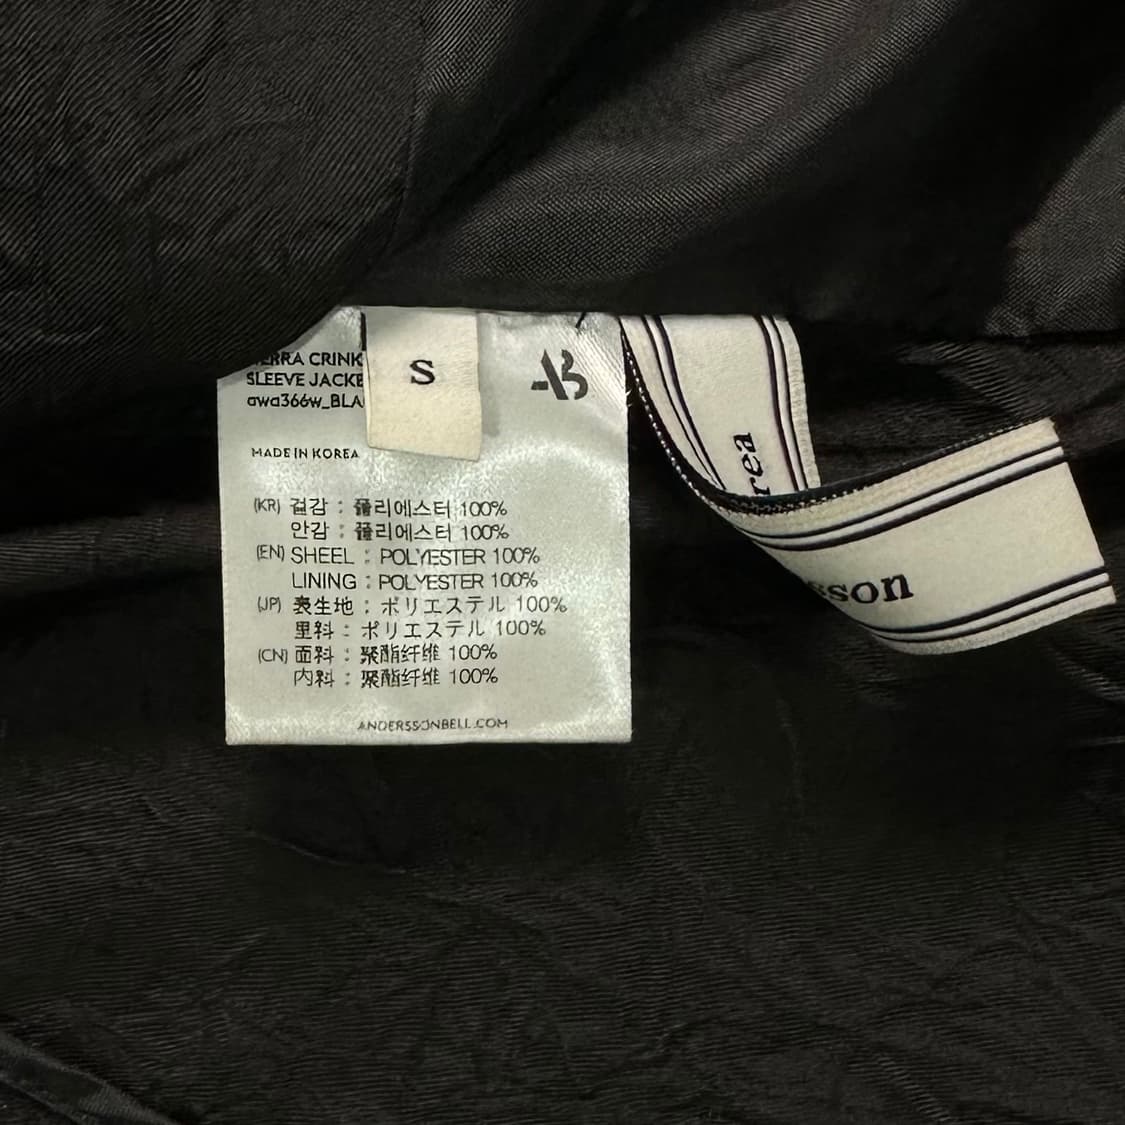 CRINK
SLEEVE JACKE
awa366w_BLA
S
AB
MADE IN KOREA
(KR) 겉감 : 폴리에스터 100%
안감 : 폴리에스터 100%
(EN) SHEEL : POLYESTER 100%
LINING : POLYESTER 100%
(JP) 表生地 : ポリエステル 100%
里料 : ポリエステル 100%
(CN) 面料 : 聚酯纤维 100%
内料 : 聚酯纤维 100%
ANDERSSONBELL.COM
rea
sson